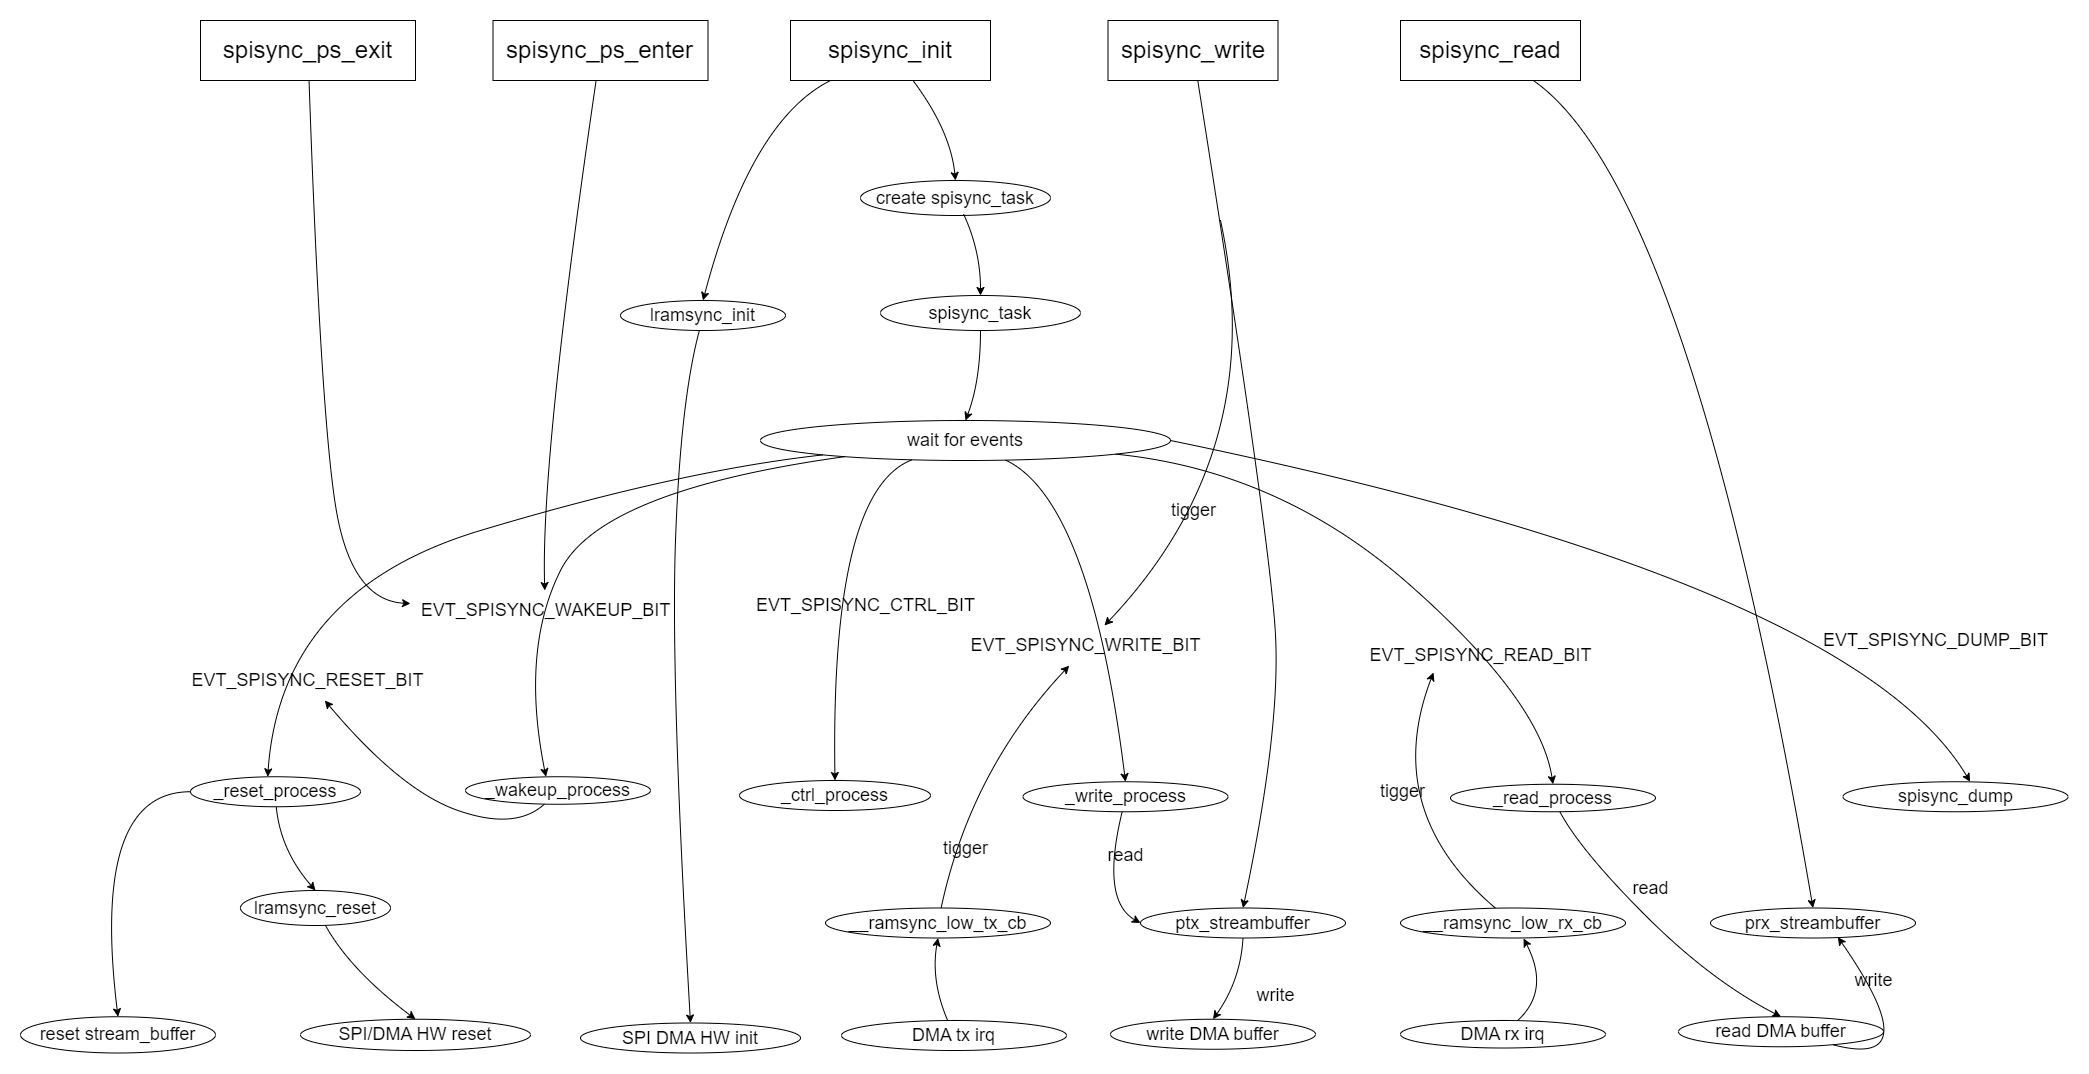 spisync_ps_exit
spisync_ps_enter
spisync_init
spisync_write
spisync_read
create spisync_task
lramsync_init
spisync_task
wait for events
tigger
EVT_SPISYNC_WAKEUP_BIT
EVT_SPISYNC_CTRL_BIT
EVT_SPISYNC_WRITE_BIT
EVT_SPISYNC_READ_BIT
EVT_SPISYNC_DUMP_BIT
EVT_SPISYNC_RESET_BIT
_reset_process
_wakeup_process
_ctrl_process
_write_process
tigger
_read_process
spisync_dump
tigger
read
read
lramsync_reset
__ramsync_low_tx_cb
ptx_streambuffer
__ramsync_low_rx_cb
prx_streambuffer
write
write
reset stream_buffer
SPI/DMA HW reset
SPI DMA HW init
DMA tx irq
write DMA buffer
DMA rx irq
read DMA buffer